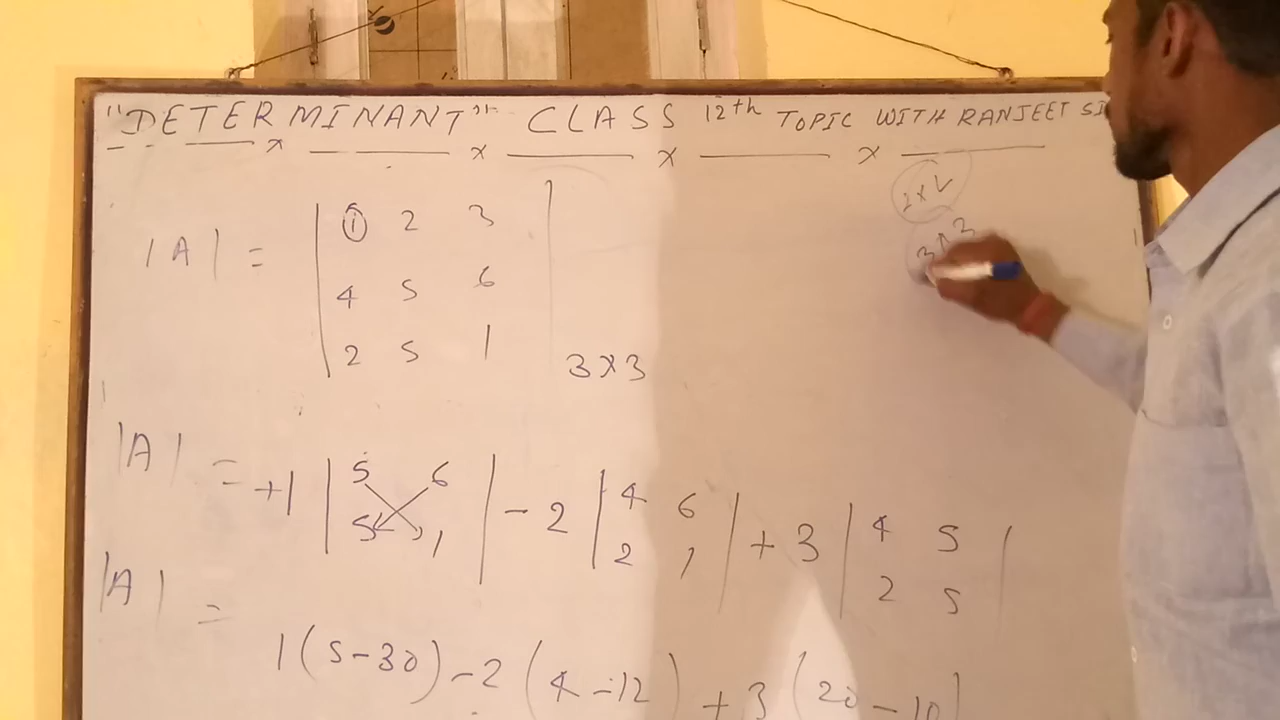 "DETERMINANT" CLASS 12th TOPIC WITH RANJEET SI
— x — x — x — x —
|A| = | 1 2 3 |
4 5 6
2 5 1
3×3
|A| = +1 | 5 6 | - 2 | 4 6 | + 3 | 4 5 |
5 1 2 1 2 5
|A| =
1(5-30) - 2(4-12) + 3(20-10)